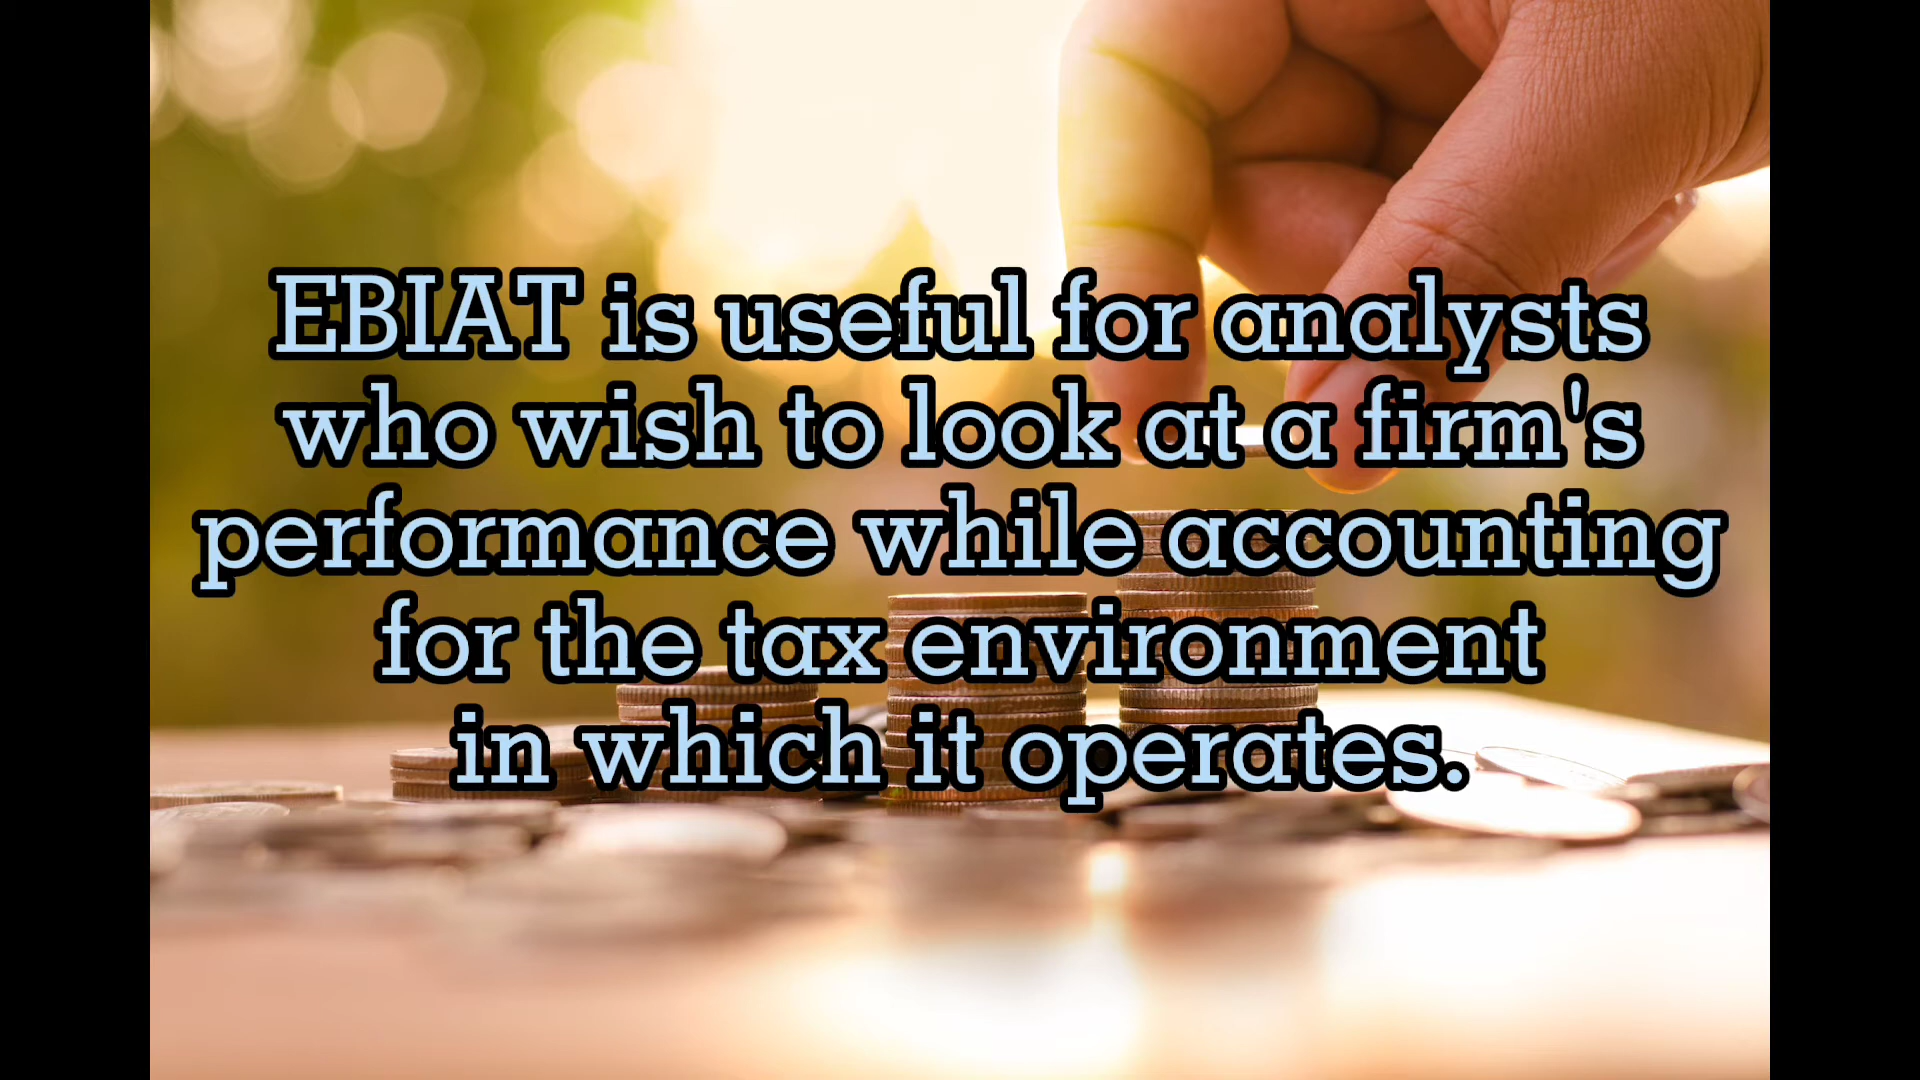 EBIAT is useful for analysts
who wish to look at a firm's
performance while accounting
for the tax environment
in which it operates.